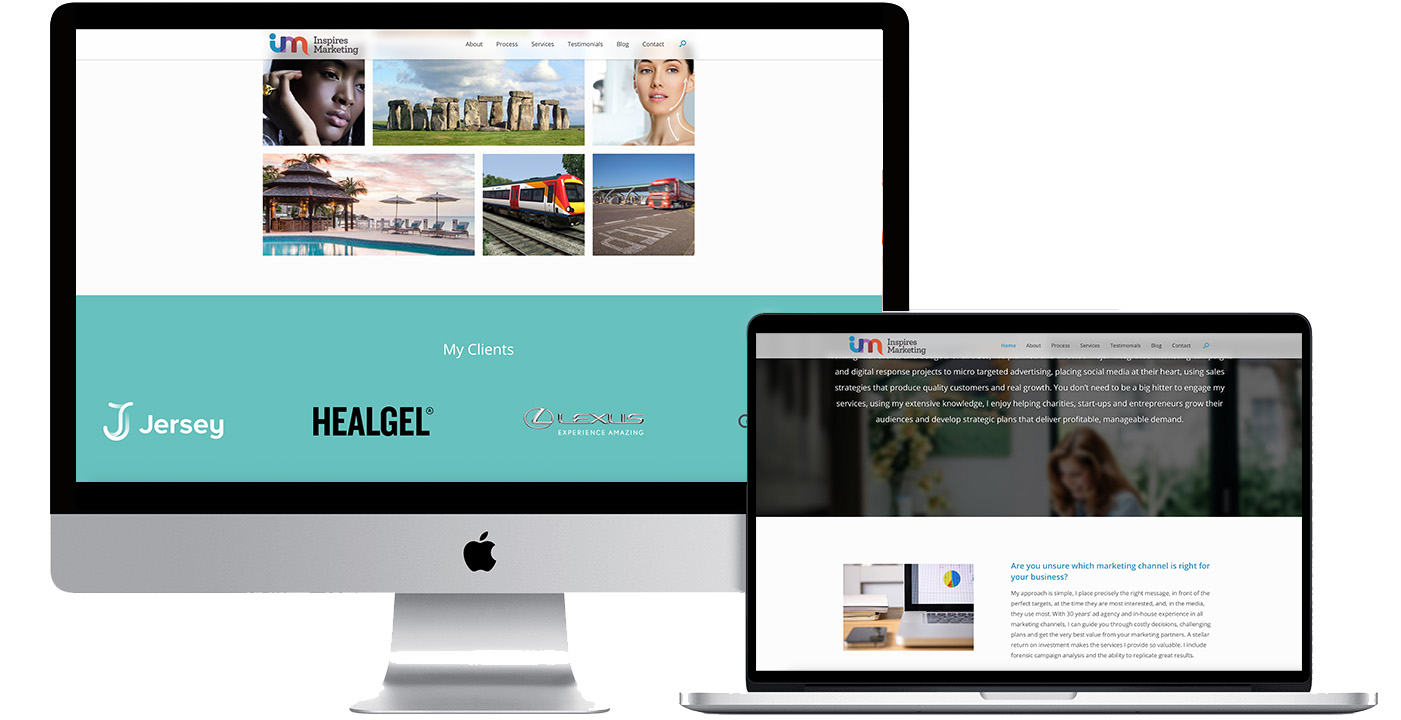 Inspires
Marketing
About Process Services Testimonials Blog Contact
My Clients
Jersey
HEALGEL®
LEXUS
EXPERIENCE AMAZING
Inspires
Marketing
Home About Process Services Testimonials Blog Contact
and digital response projects to micro targeted advertising, placing social media at their heart, using sales
strategies that produce quality customers and real growth. You don’t need to be a big hitter to engage my
services, using my extensive knowledge, I enjoy helping charities, start-ups and entrepreneurs grow their
audiences and develop strategic plans that deliver profitable, manageable demand.
Are you unsure which marketing channel is right for
your business?
My approach is simple, I place precisely the right message, in front of the
perfect targets, at the time they are most interested, and, in the media,
they use most. With 30 years’ ad agency and in-house experience in all
marketing channels, I can guide you through costly decisions, challenging
plans and get the very best value from your marketing partners. A stellar
return on investment makes the services I provide so valuable. I include
forensic campaign analysis and the ability to replicate great results.